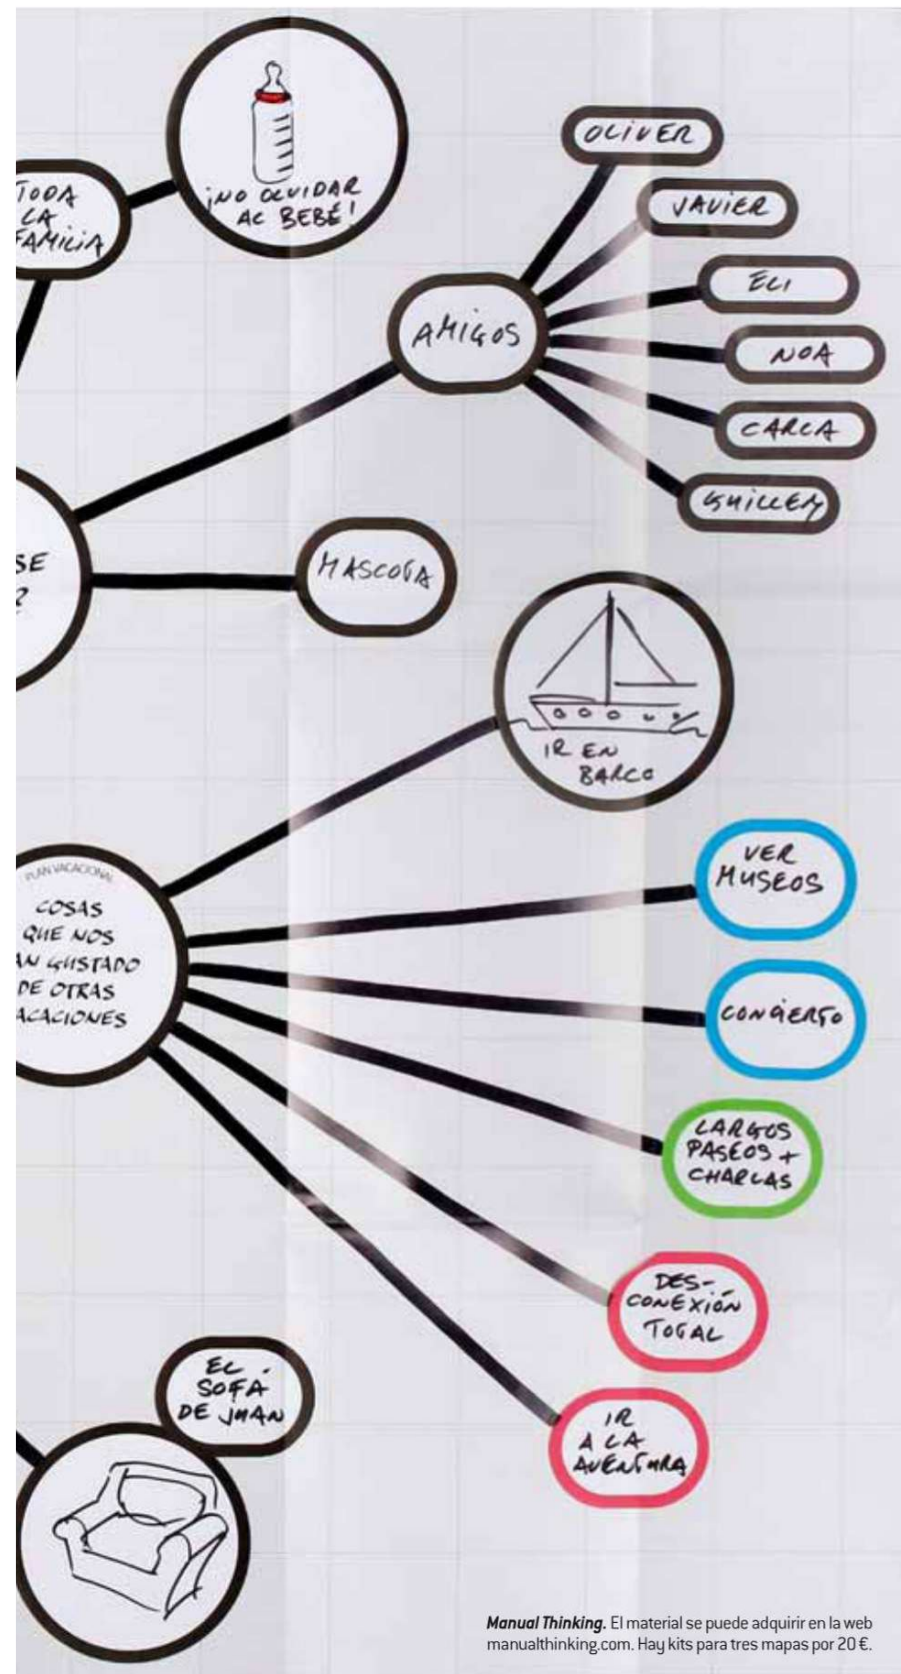 ¡NO OLVIDAR
AL BEBÉ!
TODA
LA
FAMILIA
OLIVER
JAVIER
ELI
NOA
CARLA
GUILLEM
AMIGOS
SE
?
MASCOTA
IR EN
BARCO
PLAN VACACIONAL
COSAS
QUE NOS
AN GUSTADO
DE OTRAS
ACACIONES
VER
MUSEOS
CONCIERTO
LARGOS
PASEOS +
CHARLAS
DES-
CONEXIÓN
TOTAL
IR
A LA
AVENTURA
EL
SOFÁ
DE JUAN
Manual Thinking. El material se puede adquirir en la web
manualthinking.com. Hay kits para tres mapas por 20 €.